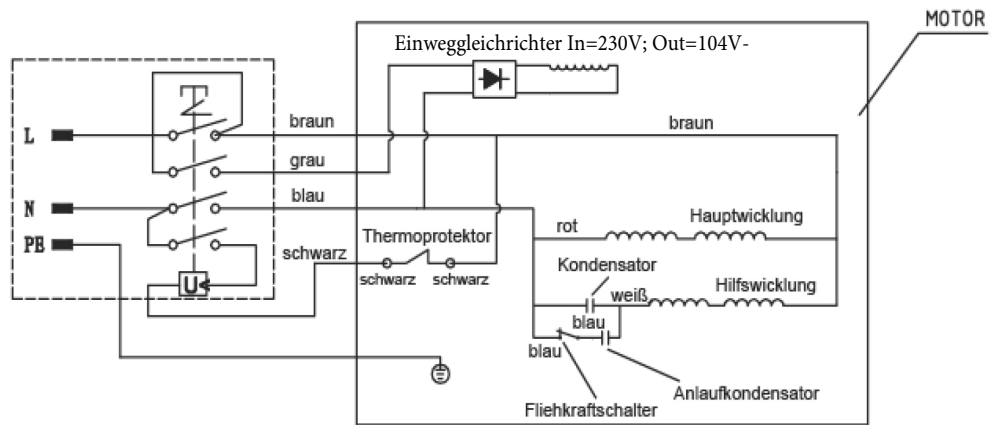 MOTOR
Einweggleichrichter In=230V; Out=104V-
L
braun
braun
grau
N
blau
PE
schwarz
Thermoprotektor
rot
Hauptwicklung
schwarz
schwarz
Kondensator
U<
weiß
Hilfswicklung
blau
blau
Anlaufkondensator
Fliehkraftschalter